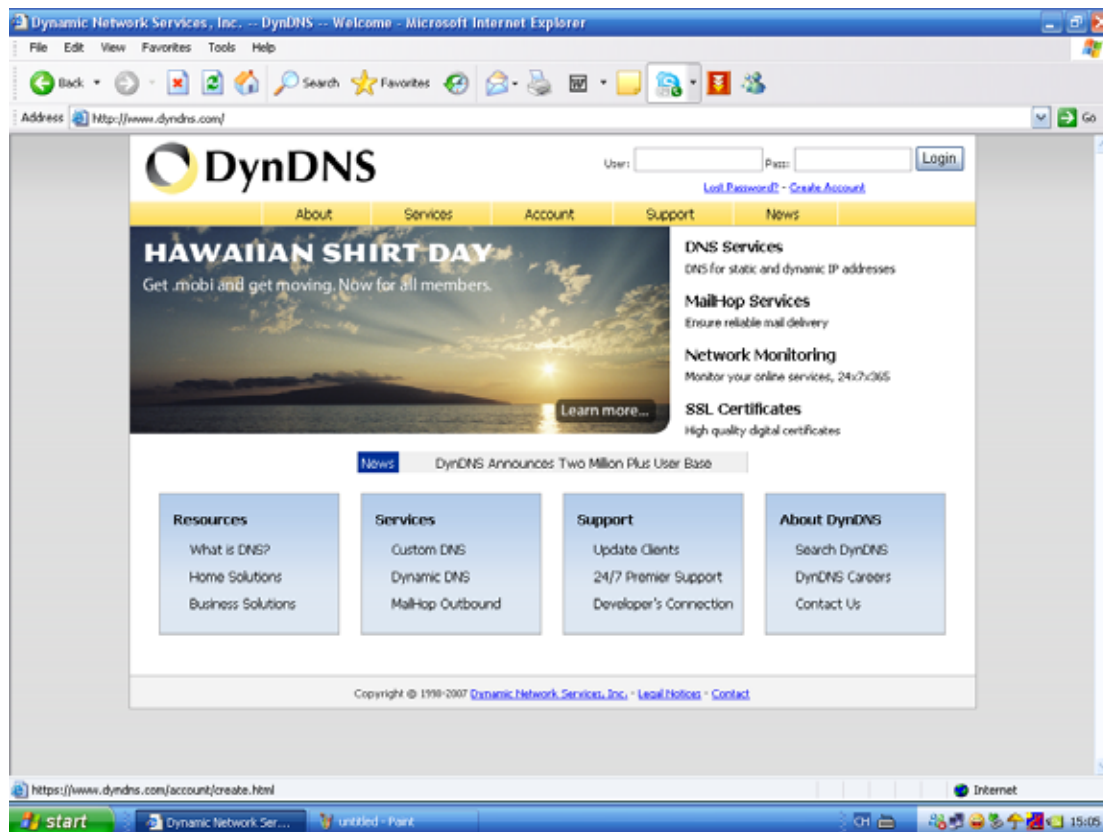 Dynamic Network Services, Inc. -- DynDNS -- Welcome - Microsoft Internet Explorer
File Edit View Favorites Tools Help
Back Search Favorites
Address http://www.dyndns.com/ Go
DynDNS
User: Pass: Login
Lost Password? - Create Account
About Services Account Support News
HAWAIIAN SHIRT DAY
Get .mobi and get moving. Now for all members.
Learn more...
DNS Services
DNS for static and dynamic IP addresses
MailHop Services
Ensure reliable mail delivery
Network Monitoring
Monitor your online services, 24x7x365
SSL Certificates
High quality digital certificates
News DynDNS Announces Two Million Plus User Base
Resources
What is DNS?
Home Solutions
Business Solutions
Services
Custom DNS
Dynamic DNS
MailHop Outbound
Support
Update Clients
24/7 Premier Support
Developer's Connection
About DynDNS
Search DynDNS
DynDNS Careers
Contact Us
Copyright © 1998-2007 Dynamic Network Services, Inc. - Legal Notices - Contact
https://www.dyndns.com/account/create.html Internet
start Dynamic Network Ser... untitled - Paint CH 15:05